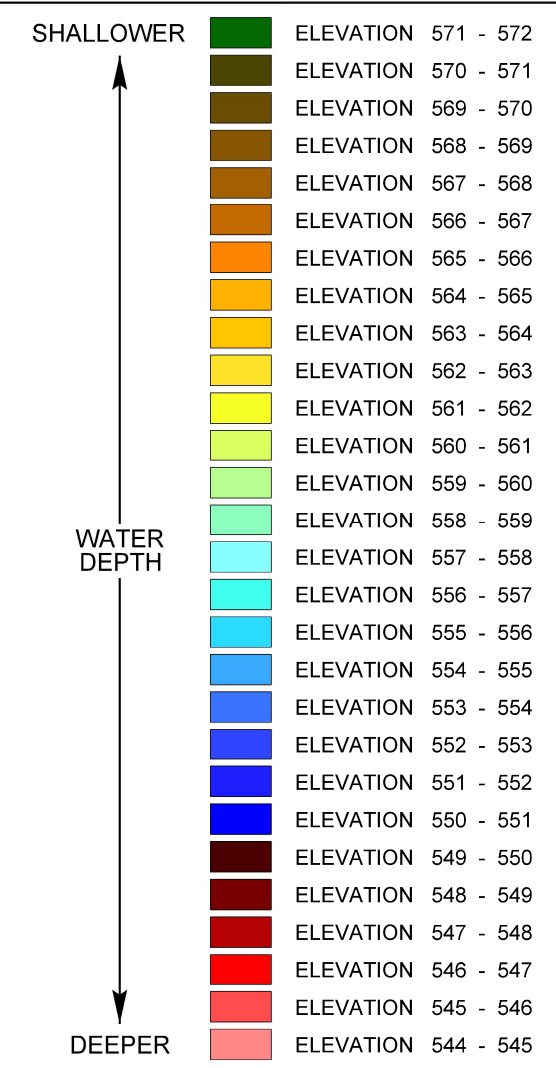 SHALLOWER ELEVATION 571 - 572
ELEVATION 570 - 571
ELEVATION 569 - 570
ELEVATION 568 - 569
ELEVATION 567 - 568
ELEVATION 566 - 567
ELEVATION 565 - 566
ELEVATION 564 - 565
ELEVATION 563 - 564
ELEVATION 562 - 563
ELEVATION 561 - 562
ELEVATION 560 - 561
ELEVATION 559 - 560
ELEVATION 558 - 559
WATER
DEPTH
ELEVATION 557 - 558
ELEVATION 556 - 557
ELEVATION 555 - 556
ELEVATION 554 - 555
ELEVATION 553 - 554
ELEVATION 552 - 553
ELEVATION 551 - 552
ELEVATION 550 - 551
ELEVATION 549 - 550
ELEVATION 548 - 549
ELEVATION 547 - 548
ELEVATION 546 - 547
ELEVATION 545 - 546
DEEPER ELEVATION 544 - 545